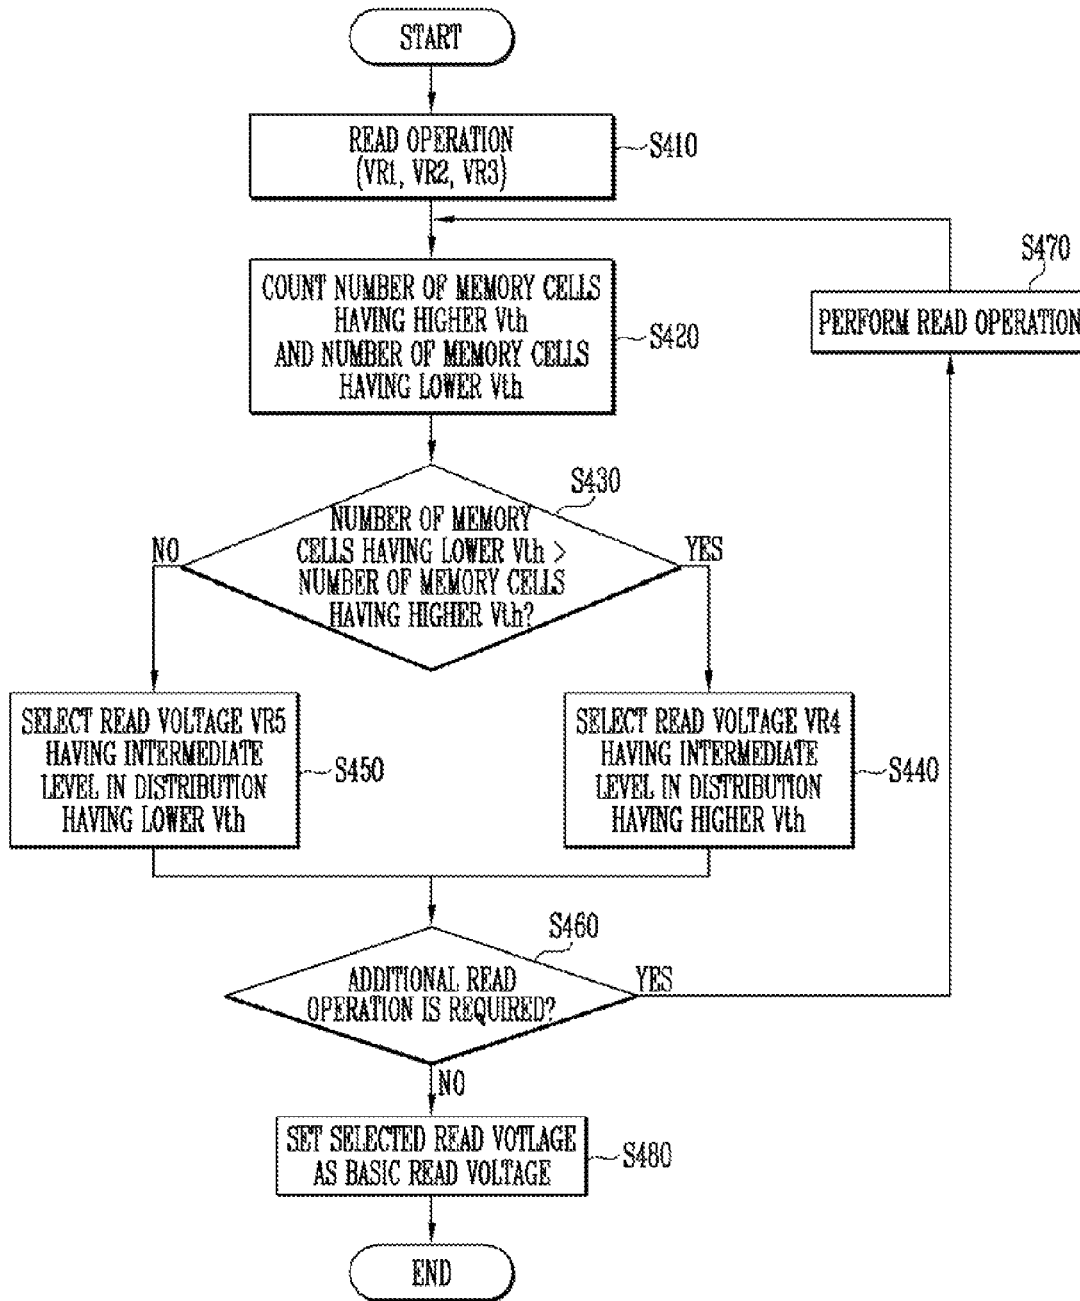 START
READ OPERATION
(VR1, VR2, VR3)
S410
S470
PERFORM READ OPERATION
COUNT NUMBER OF MEMORY CELLS
HAVING HIGHER Vth
AND NUMBER OF MEMORY CELLS
HAVING LOWER Vth
S420
S430
NUMBER OF MEMORY
CELLS HAVING LOWER Vth >
NUMBER OF MEMORY CELLS
HAVING HIGHER Vth?
NO
YES
SELECT READ VOLTAGE VR5
HAVING INTERMEDIATE
LEVEL IN DISTRIBUTION
HAVING LOWER Vth
S450
SELECT READ VOLTAGE VR4
HAVING INTERMEDIATE
LEVEL IN DISTRIBUTION
HAVING HIGHER Vth
S440
S460
ADDITIONAL READ
OPERATION IS REQUIRED?
YES
NO
SET SELECTED READ VOTLAGE
AS BASIC READ VOLTAGE
S480
END